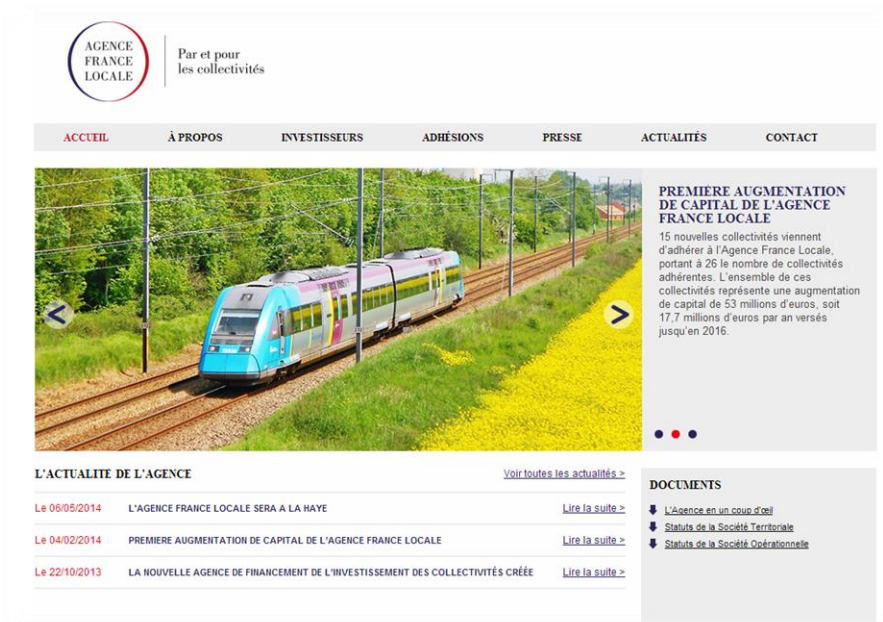 AGENCE
FRANCE
LOCALE
Par et pour
les collectivités
ACCUEIL À PROPOS INVESTISSEURS ADHÉSIONS PRESSE ACTUALITÉS CONTACT
PREMIÈRE AUGMENTATION
DE CAPITAL DE L'AGENCE
FRANCE LOCALE
15 nouvelles collectivités viennent
d'adhérer à l'Agence France Locale,
portant à 26 le nombre de collectivités
adhérentes. L'ensemble de ces
collectivités représente une augmentation
de capital de 53 millions d'euros, soit
17,7 millions d'euros par an versés
jusqu'en 2016.
L'ACTUALITÉ DE L'AGENCE Voir toutes les actualités >
Le 06/05/2014 L'AGENCE FRANCE LOCALE SERA A LA HAYE Lire la suite >
Le 04/02/2014 PREMIERE AUGMENTATION DE CAPITAL DE L'AGENCE FRANCE LOCALE Lire la suite >
Le 22/10/2013 LA NOUVELLE AGENCE DE FINANCEMENT DE L'INVESTISSEMENT DES COLLECTIVITÉS CRÉÉE Lire la suite >
DOCUMENTS
L'Agence en un coup d'œil
Statuts de la Société Territoriale
Statuts de la Société Opérationnelle